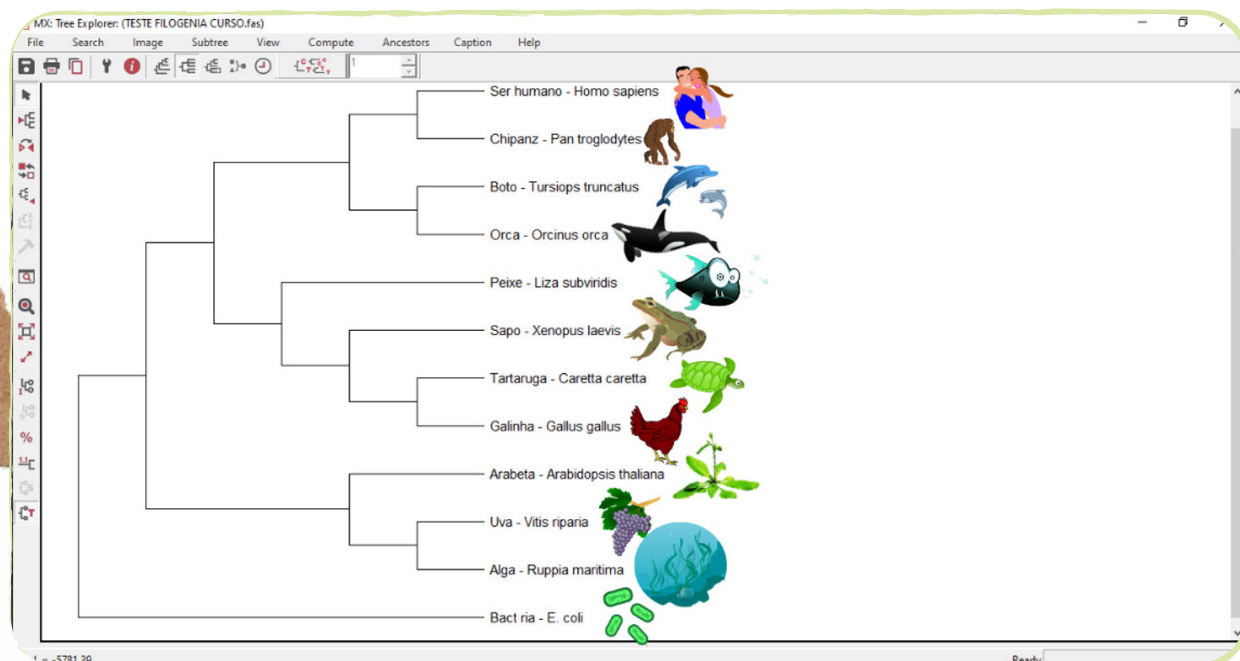 MX: Tree Explorer: (TESTE FILOGENIA CURSO.fas)
File Search Image Subtree View Compute Ancestors Caption Help
1
Ser humano - Homo sapiens
Chipanz - Pan troglodytes
Boto - Tursiops truncatus
Orca - Orcinus orca
Peixe - Liza subviridis
Sapo - Xenopus laevis
Tartaruga - Caretta caretta
Galinha - Gallus gallus
Arabeta - Arabidopsis thaliana
Uva - Vitis riparia
Alga - Ruppia maritima
Bact ria - E. coli
= -5781.39
Ready